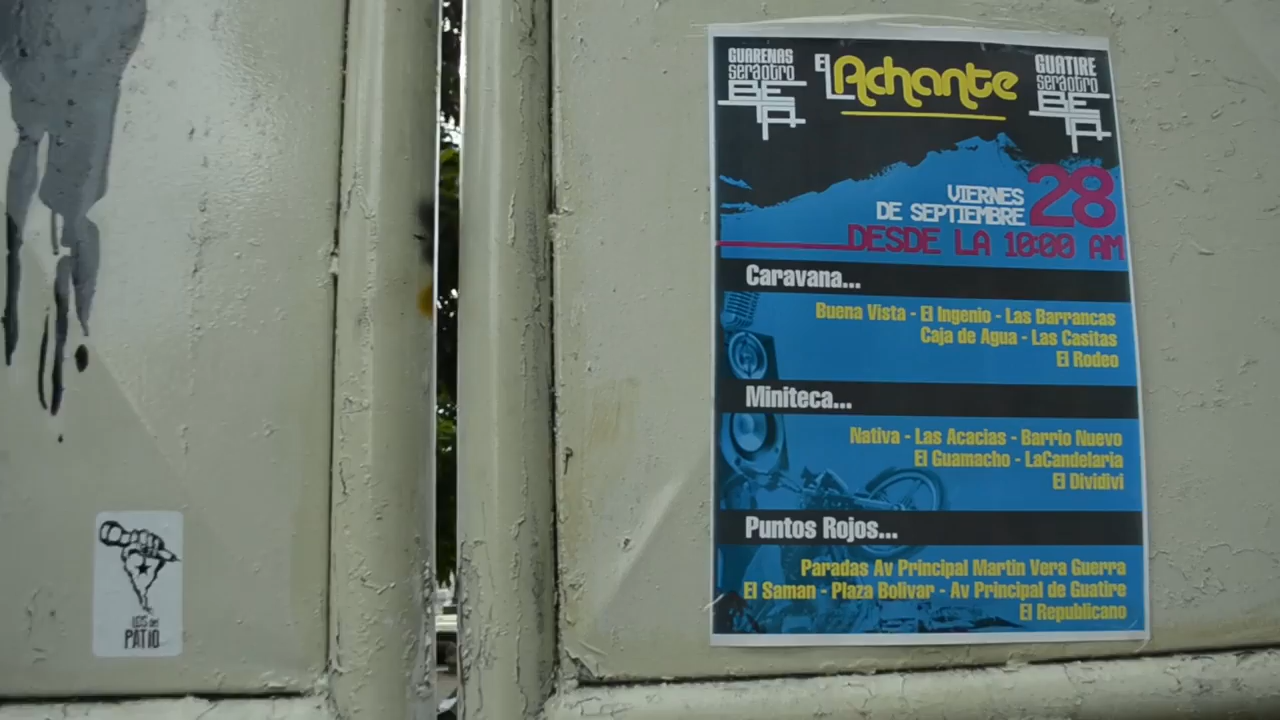 GUARENAS
seráotro
BETA
EL Achante
GUATIRE
seráotro
BETA
VIERNES 28
DE SEPTIEMBRE
DESDE LA 10:00 AM
Caravana...
Buena Vista - El Ingenio - Las Barrancas
Caja de Agua - Las Casitas
El Rodeo
Miniteca...
Nativa - Las Acacias - Barrio Nuevo
El Guamacho - LaCandelaria
El Dividivi
Puntos Rojos...
Paradas Av Principal Martin Vera Guerra
El Saman - Plaza Bolivar - Av Principal de Guatire
El Republicano
LOS del
PATIO